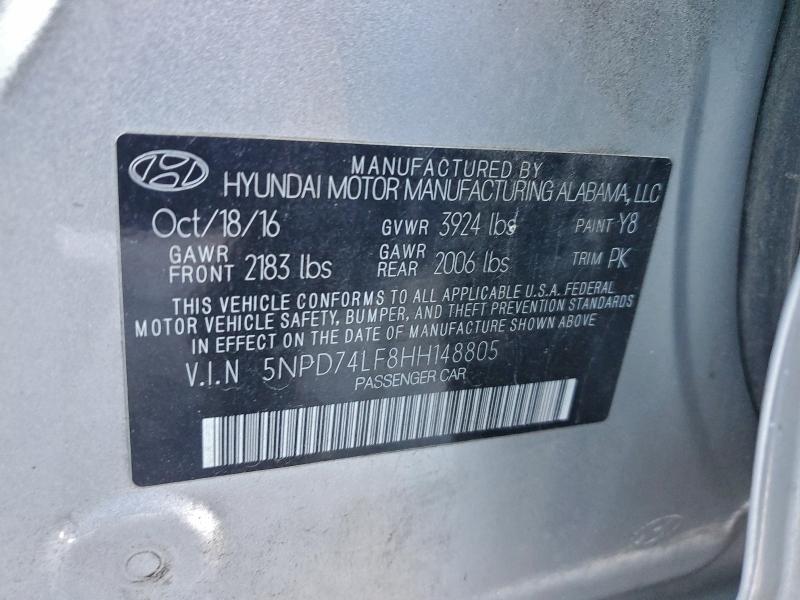 MANUFACTURED BY
HYUNDAI MOTOR MANUFACTURING ALABAMA, LLC
Oct/18/16 GVWR 3924 lbs PAINT Y8
GAWR FRONT 2183 lbs GAWR REAR 2006 lbs TRIM PK
THIS VEHICLE CONFORMS TO ALL APPLICABLE U.S.A. FEDERAL
MOTOR VEHICLE SAFETY, BUMPER, AND THEFT PREVENTION STANDARDS
IN EFFECT ON THE DATE OF MANUFACTURE SHOWN ABOVE
V.I.N 5NPD74LF8HH148805
PASSENGER CAR